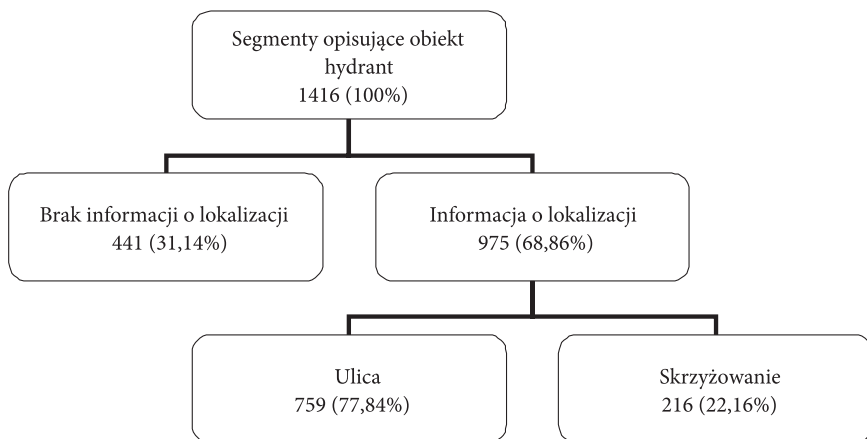 Segmenty opisujące obiekt
hydrant
1416 (100%)
Brak informacji o lokalizacji
441 (31,14%)
Informacja o lokalizacji
975 (68,86%)
Ulica
759 (77,84%)
Skrzyżowanie
216 (22,16%)